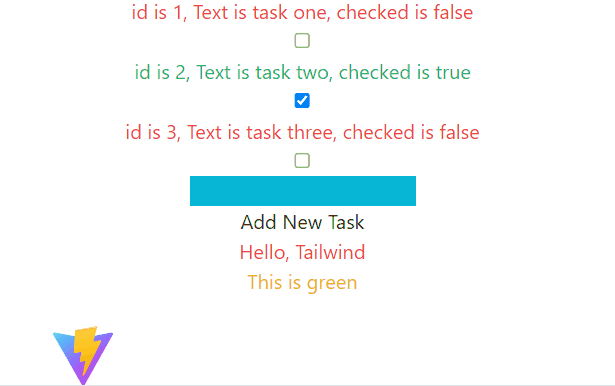 id is 1, Text is task one, checked is false
id is 2, Text is task two, checked is true
id is 3, Text is task three, checked is false
Add New Task
Hello, Tailwind
This is green